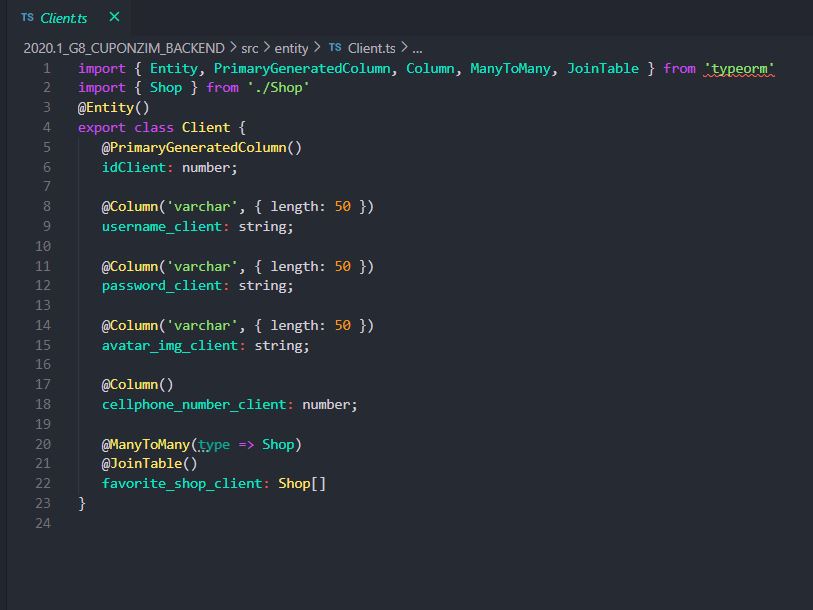 TS Client.ts ×
2020.1_G8_CUPONZIM_BACKEND > src > entity > TS Client.ts > ...
1 import { Entity, PrimaryGeneratedColumn, Column, ManyToMany, JoinTable } from 'typeorm'
2 import { Shop } from './Shop'
3 @Entity()
4 export class Client {
5 @PrimaryGeneratedColumn()
6 idClient: number;
7
8 @Column('varchar', { length: 50 })
9 username_client: string;
10
11 @Column('varchar', { length: 50 })
12 password_client: string;
13
14 @Column('varchar', { length: 50 })
15 avatar_img_client: string;
16
17 @Column()
18 cellphone_number_client: number;
19
20 @ManyToMany(type => Shop)
21 @JoinTable()
22 favorite_shop_client: Shop[]
23 }
24